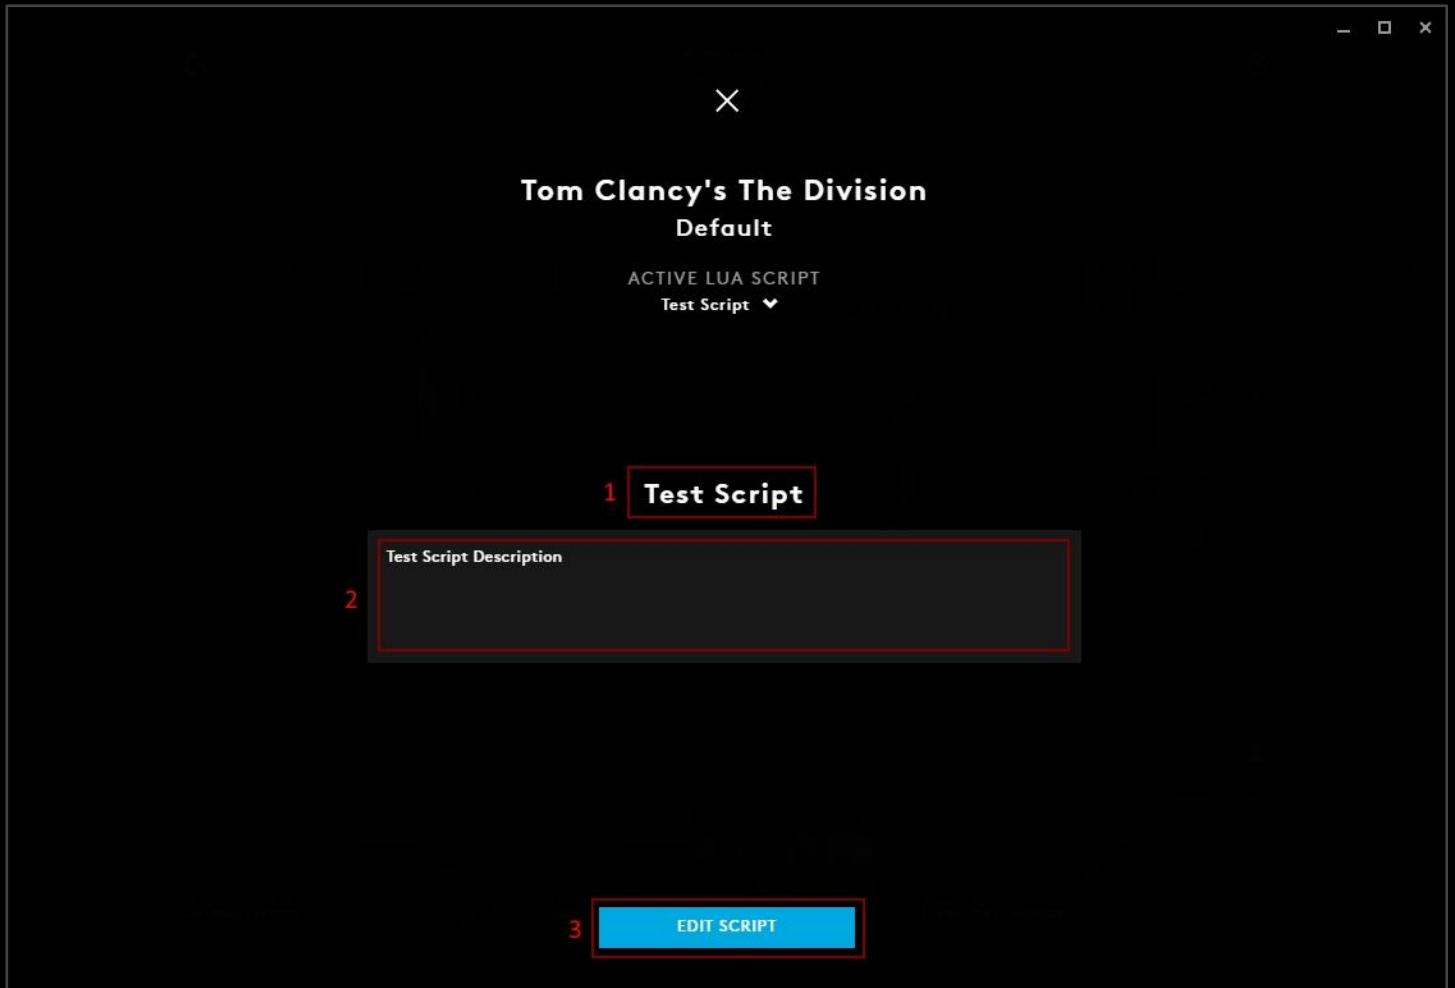 Tom Clancy's The Division
Default
ACTIVE LUA SCRIPT
Test Script
1 Test Script
Test Script Description
2
3 EDIT SCRIPT